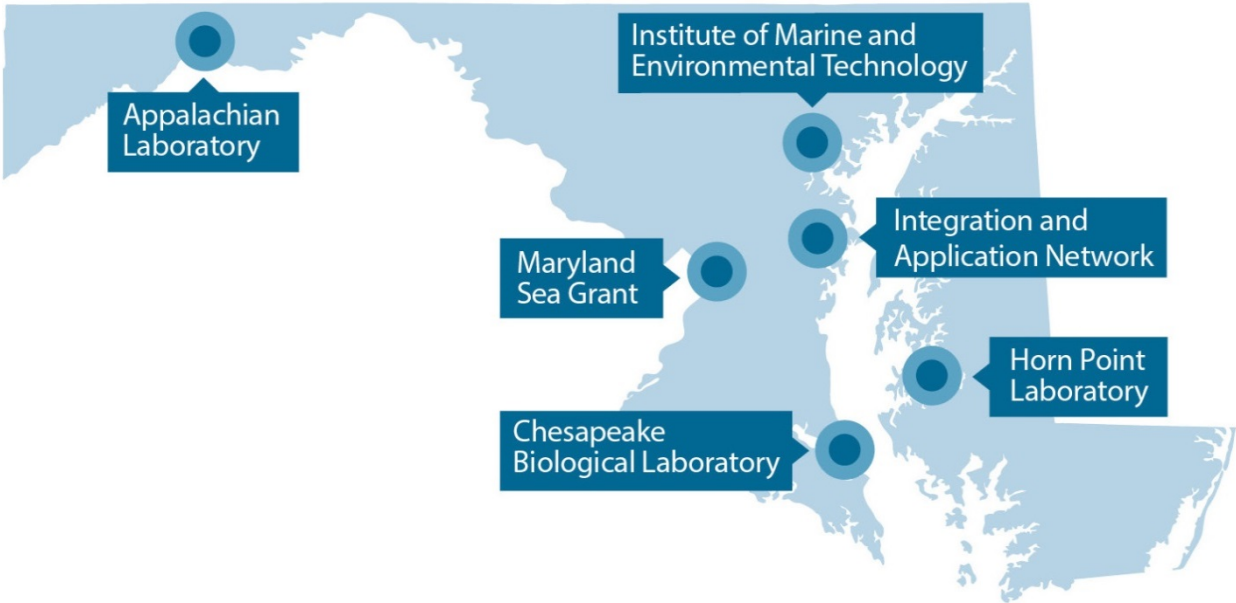 Institute of Marine and
Environmental Technology
Appalachian
Laboratory
Integration and
Application Network
Maryland
Sea Grant
Horn Point
Laboratory
Chesapeake
Biological Laboratory